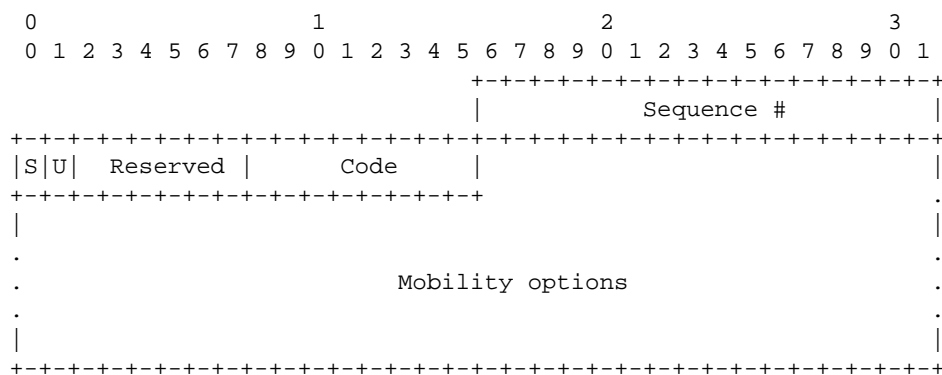 0                   1                   2                   3
 0 1 2 3 4 5 6 7 8 9 0 1 2 3 4 5 6 7 8 9 0 1 2 3 4 5 6 7 8 9 0 1
                                +-+-+-+-+-+-+-+-+-+-+-+-+-+-+-+-+
                                |          Sequence #           |
+-+-+-+-+-+-+-+-+-+-+-+-+-+-+-+-+-+-+-+-+-+-+-+-+-+-+-+-+-+-+-+-+
|S|U|  Reserved |      Code     |                               |
+-+-+-+-+-+-+-+-+-+-+-+-+-+-+-+-+                               .
|                                                               |
.                                                               .
.                          Mobility options                     .
.                                                               .
|                                                               |
+-+-+-+-+-+-+-+-+-+-+-+-+-+-+-+-+-+-+-+-+-+-+-+-+-+-+-+-+-+-+-+-+